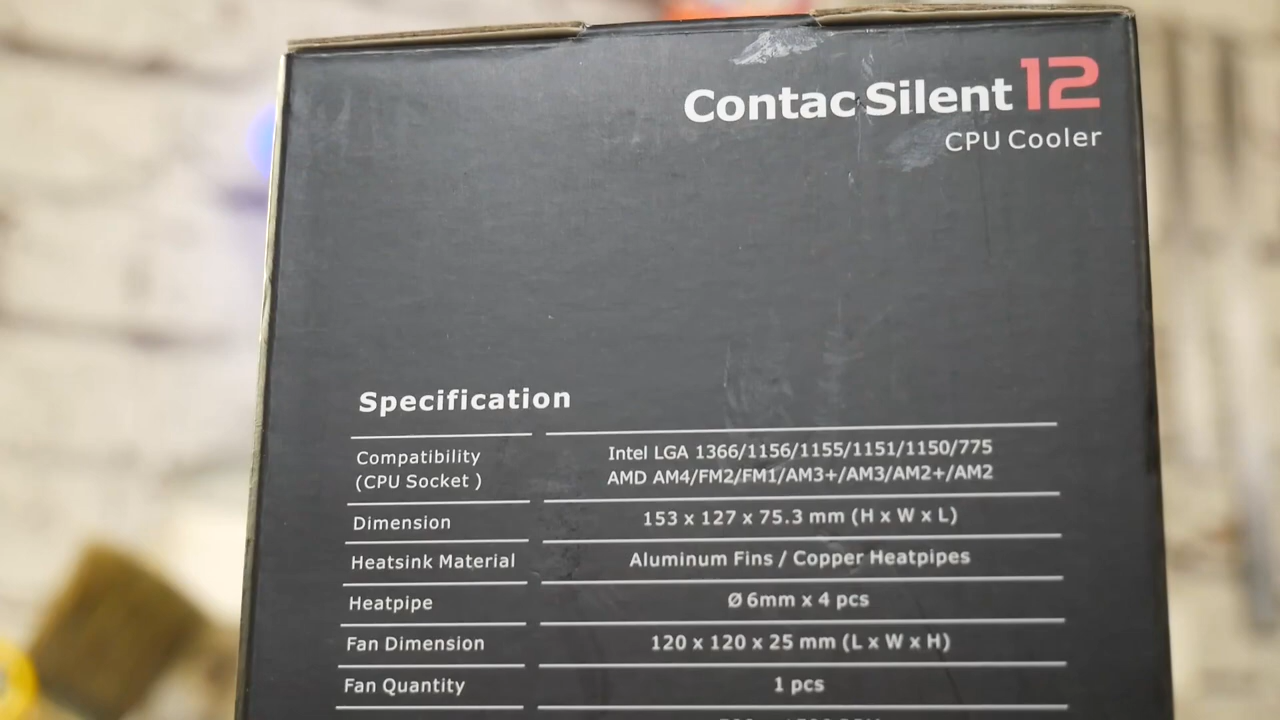 Contac Silent 12
CPU Cooler
Specification
Compatibility
(CPU Socket )
Intel LGA 1366/1156/1155/1151/1150/775
AMD AM4/FM2/FM1/AM3+/AM3/AM2+/AM2
Dimension 153 x 127 x 75.3 mm (H x W x L)
Heatsink Material Aluminum Fins / Copper Heatpipes
Heatpipe Ø 6mm x 4 pcs
Fan Dimension 120 x 120 x 25 mm (L x W x H)
Fan Quantity 1 pcs